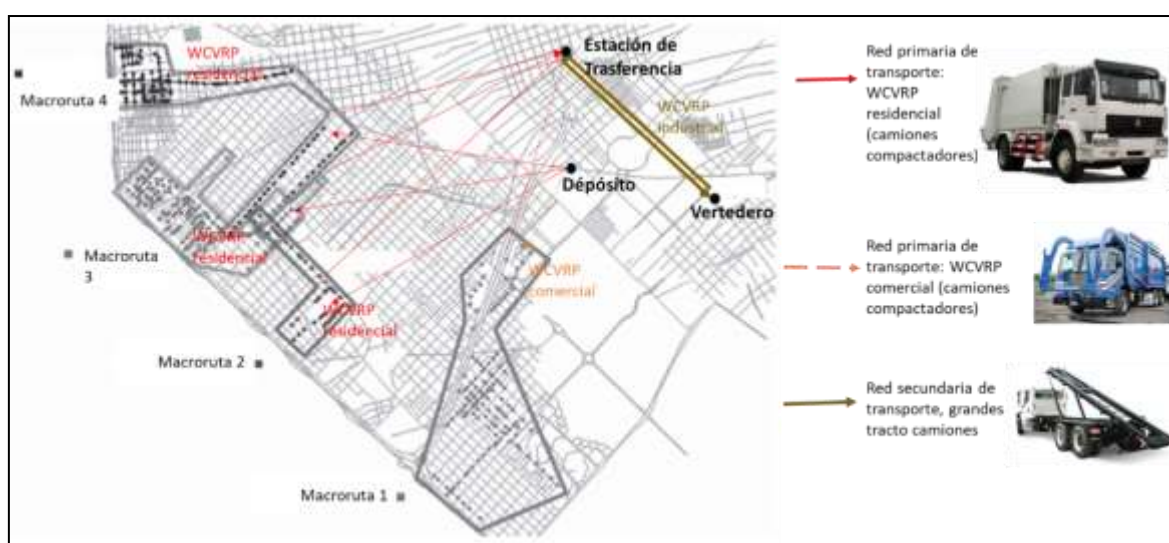 WCVRP
residencial
Macroruta 4
Estación de
Trasferencia
WCVRP
industrial
Dépósito
Vertedero
WCVRP
residencial
Macroruta
3
WCVRP
comercial
WCVRP
residencial
Macroruta 2
Macroruta 1
Red primaria de
transporte:
WCVRP
residencial
(camiones
compactadores)
Red primaria de
transporte: WCVRP
comercial (camiones
compactadores)
Red secundaria de
transporte, grandes
tracto camiones